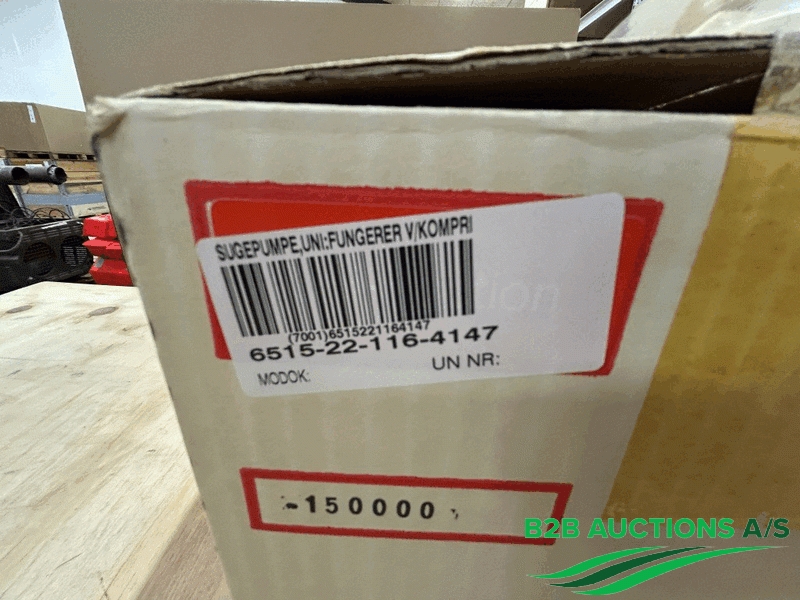 SUGEPUMPE,UNI:FUNGERER V/KOMPRI
(7001)6515221164147
6515-22-116-4147
MODOK:
UN NR:
-150000
B2B AUCTIONS A/S